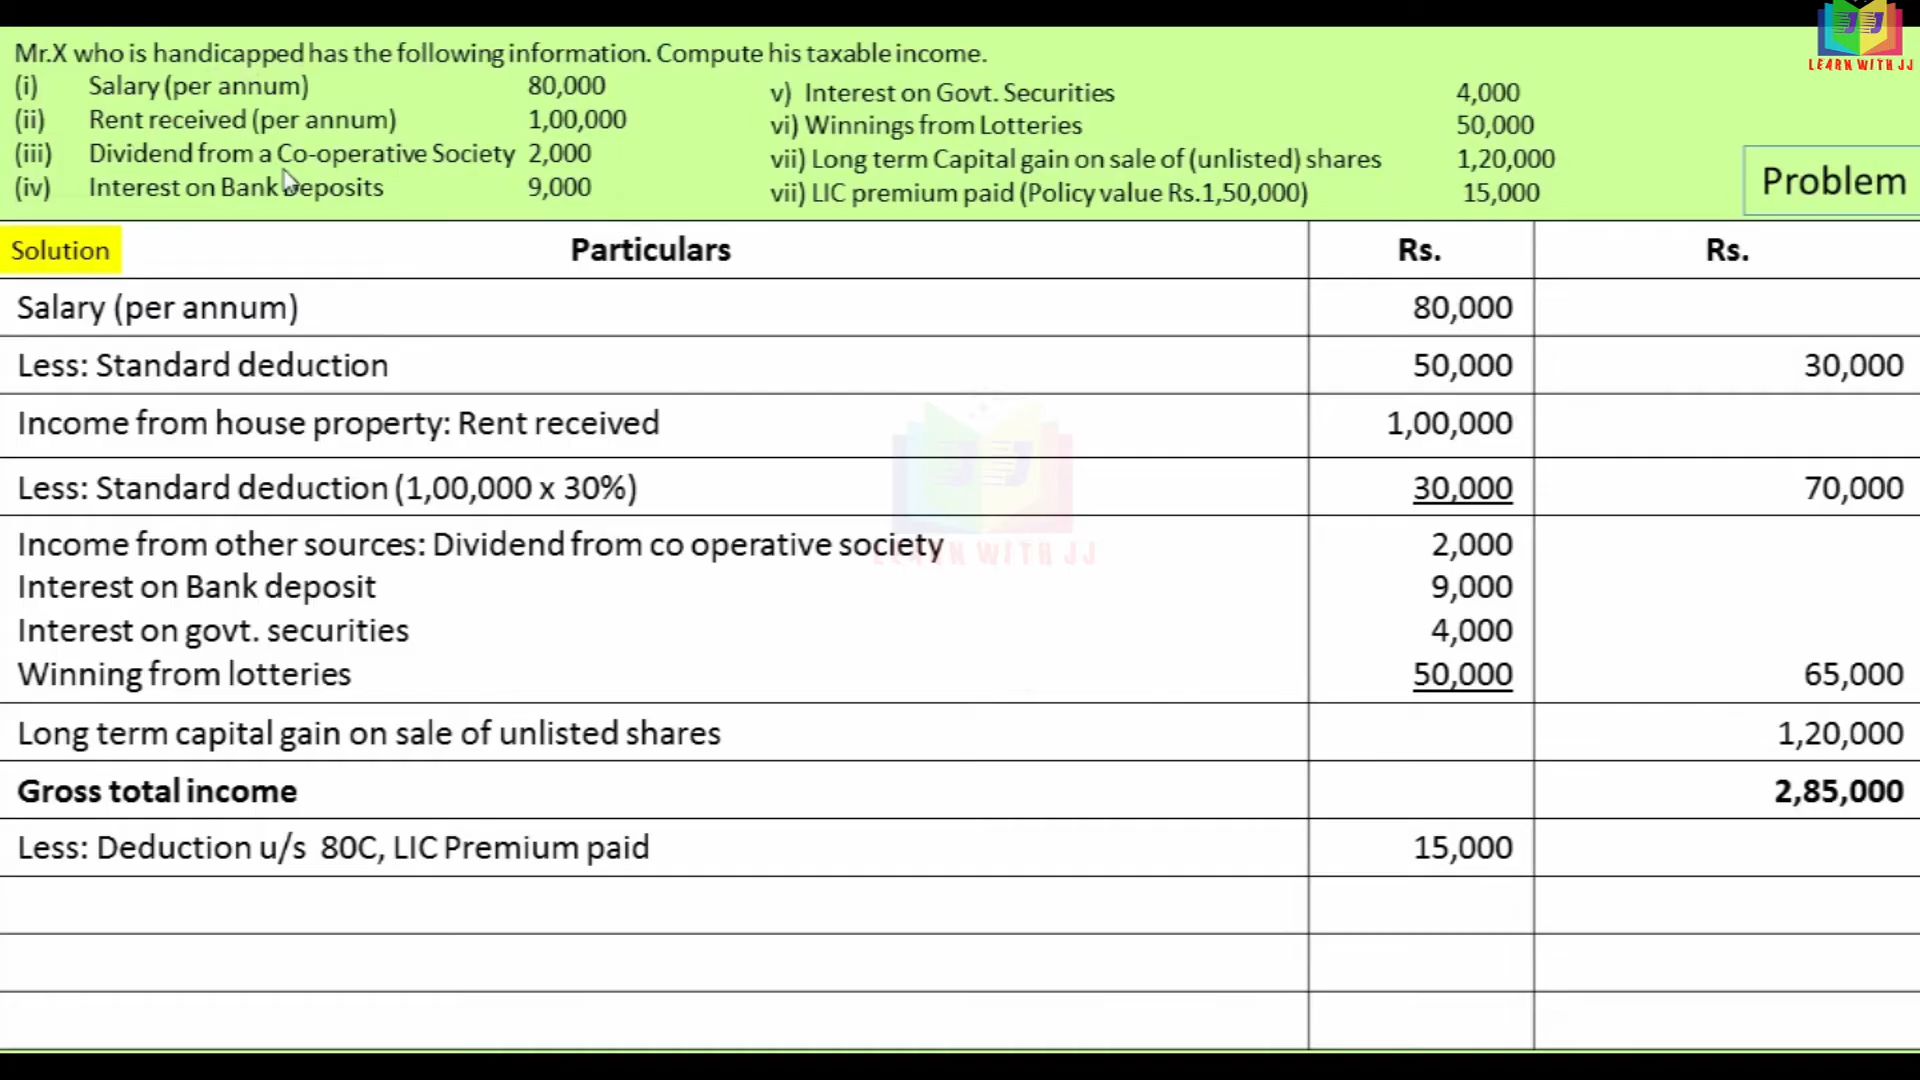 Mr.X who is handicapped has the following information. Compute his taxable income.
(i) Salary (per annum) 80,000
(ii) Rent received (per annum) 1,00,000
(iii) Dividend from a Co-operative Society 2,000
(iv) Interest on Bank Deposits 9,000
v) Interest on Govt. Securities 4,000
vi) Winnings from Lotteries 50,000
vii) Long term Capital gain on sale of (unlisted) shares 1,20,000
vii) LIC premium paid (Policy value Rs.1,50,000) 15,000
JJ
LEARN WITH JJ
Problem
Solution Particulars Rs. Rs.
Salary (per annum) 80,000
Less: Standard deduction 50,000 30,000
Income from house property: Rent received 1,00,000
Less: Standard deduction (1,00,000 x 30%) 30,000 70,000
Income from other sources: Dividend from co operative society 2,000
Interest on Bank deposit 9,000
Interest on govt. securities 4,000
Winning from lotteries 50,000 65,000
Long term capital gain on sale of unlisted shares 1,20,000
Gross total income 2,85,000
Less: Deduction u/s 80C, LIC Premium paid 15,000
JJ
LEARN WITH JJ